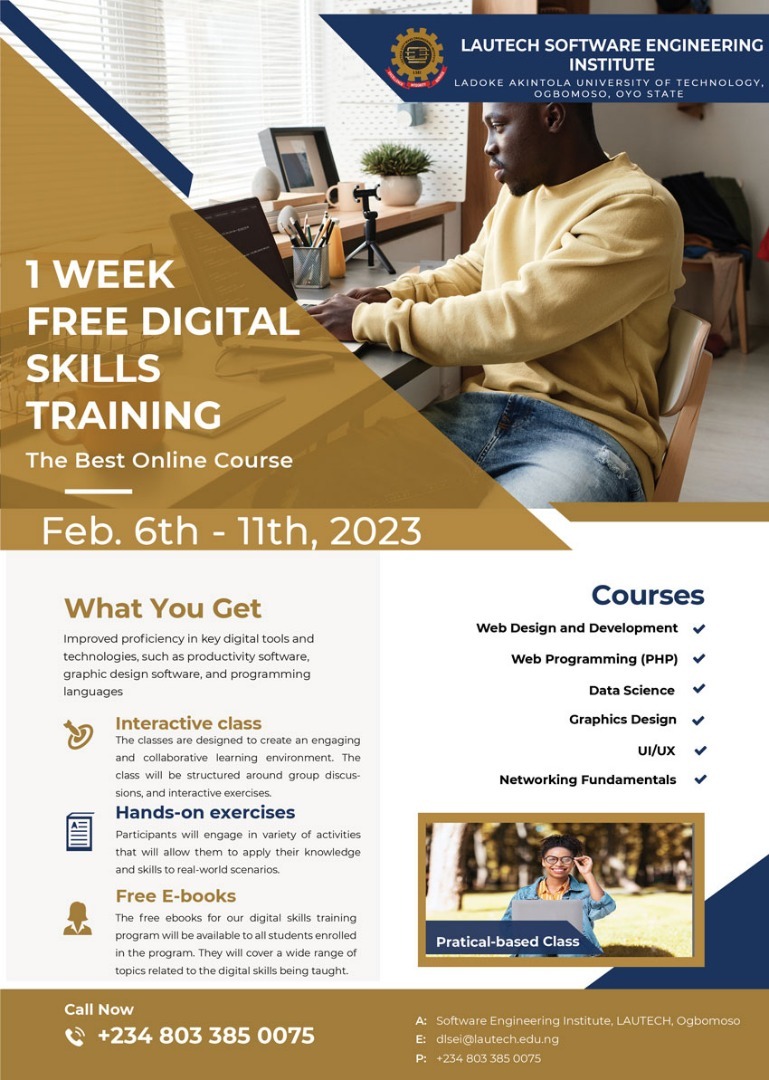 LAUTECH SOFTWARE ENGINEERING
INSTITUTE
LADOKE AKINTOLA UNIVERSITY OF TECHNOLOGY,
OGBOMOSO, OYO STATE
1 WEEK
FREE DIGITAL
SKILLS
TRAINING
The Best Online Course
Feb. 6th - 11th, 2023
What You Get
Improved proficiency in key digital tools and
technologies, such as productivity software,
graphic design software, and programming
languages
Interactive class
The classes are designed to create an engaging
and collaborative learning environment. The
class will be structured around group discus-
sions, and interactive exercises.
Hands-on exercises
Participants will engage in variety of activities
that will allow them to apply their knowledge
and skills to real-world scenarios.
Free E-books
The free ebooks for our digital skills training
program will be available to all students enrolled
in the program. They will cover a wide range of
topics related to the digital skills being taught.
Courses
Web Design and Development
Web Programming (PHP)
Data Science
Graphics Design
UI/UX
Networking Fundamentals
Pratical-based Class
Call Now
+234 803 385 0075
A: Software Engineering Institute, LAUTECH, Ogbomoso
E: dlsei@lautech.edu.ng
P: +234 803 385 0075